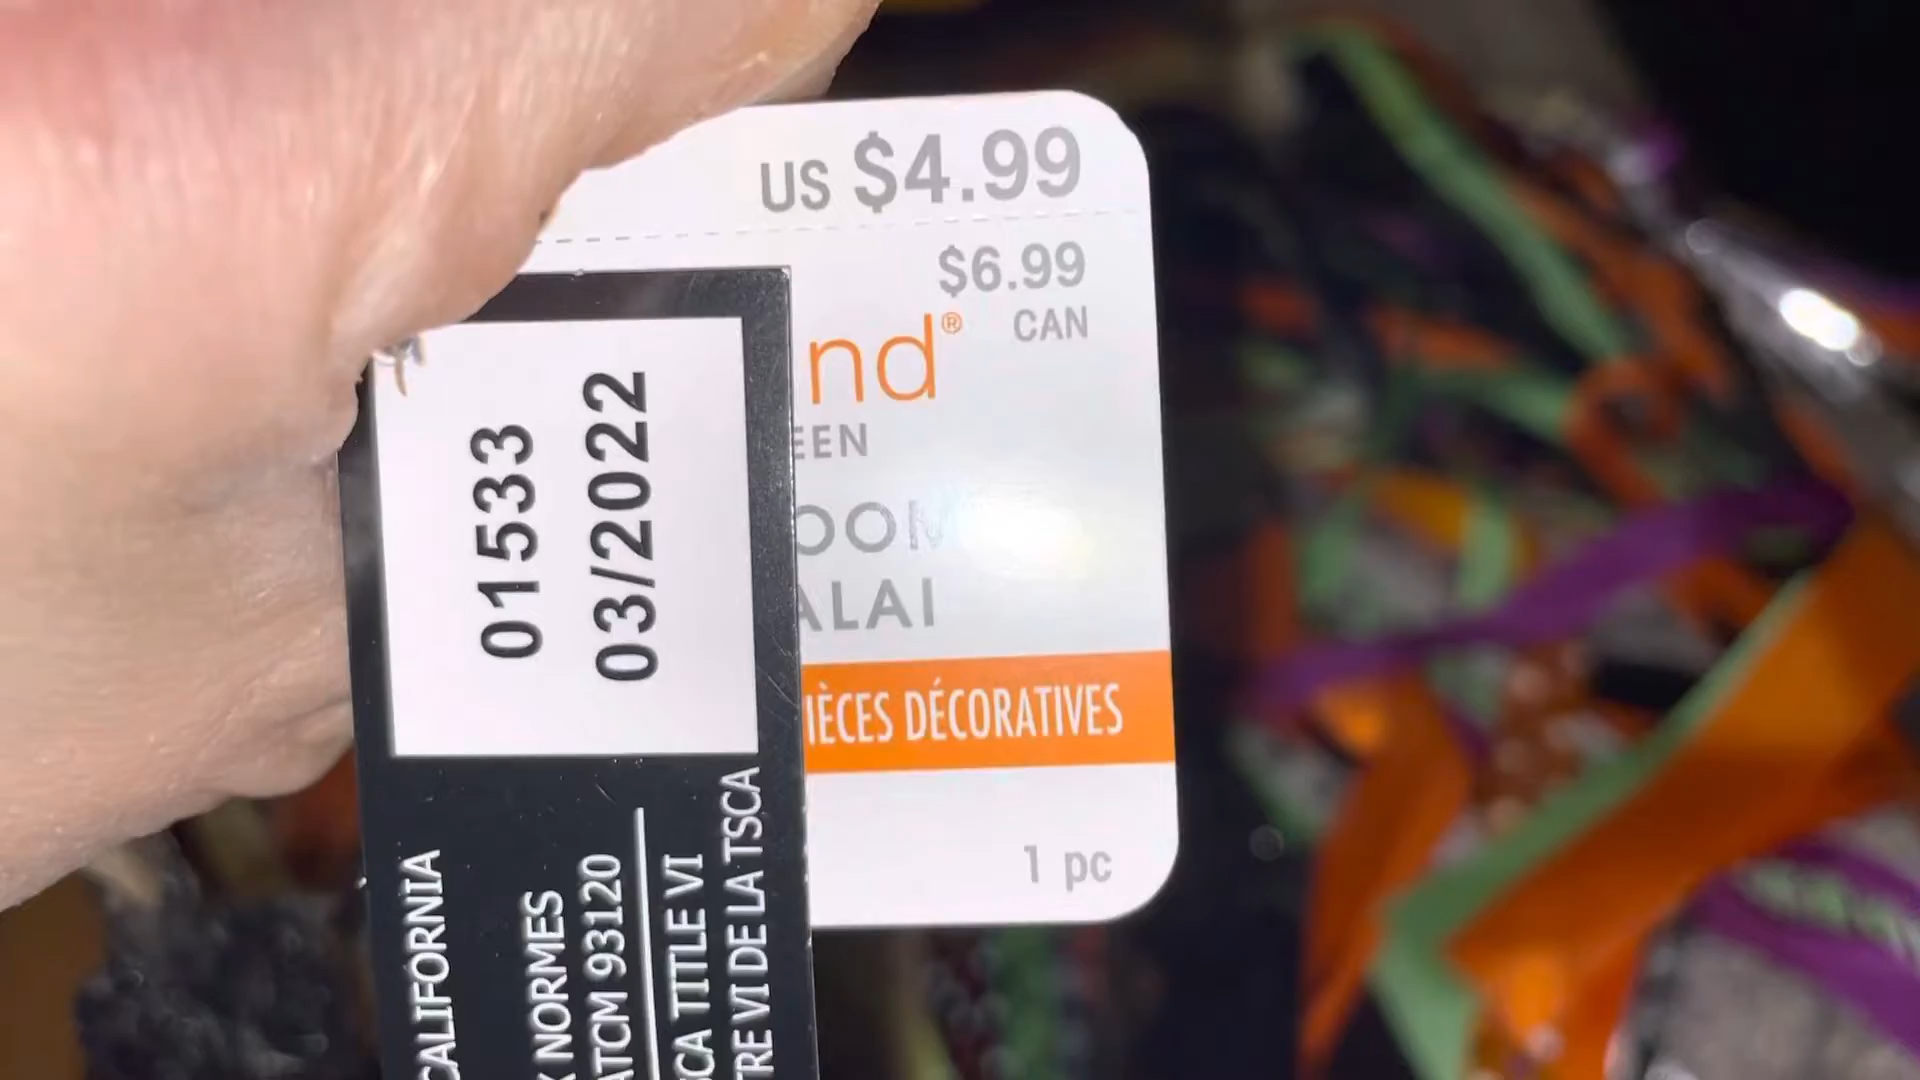 US $4.99
$6.99
CAN
nd®
EEN
OOM
ALAI
IÈCES DÉCORATIVES
1 pc
01533
03/2022
CALIFORNIA
X NORMES
ATCM 93120
SCA TITLE VI
TRE VI DE LA TSCA